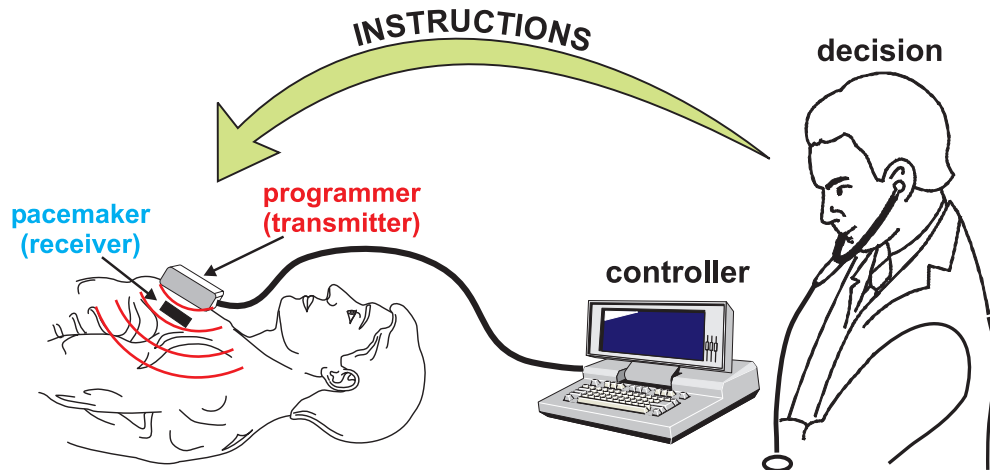 INSTRUCTIONS
decision
programmer
(transmitter)
pacemaker
(receiver)
controller